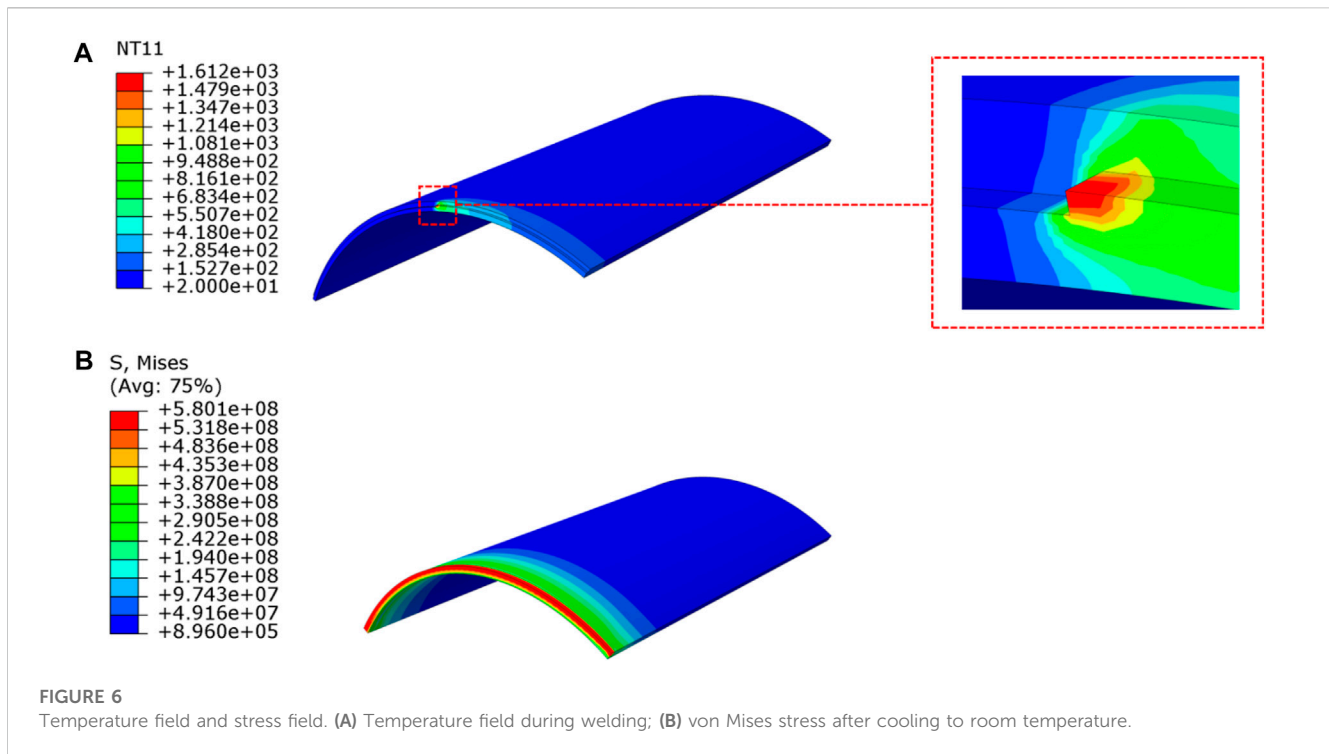 A
NT11
+1.612e+03
+1.479e+03
+1.347e+03
+1.214e+03
+1.081e+03
+9.488e+02
+8.161e+02
+6.834e+02
+5.507e+02
+4.180e+02
+2.854e+02
+1.527e+02
+2.000e+01
B
S, Mises
(Avg: 75%)
+5.801e+08
+5.318e+08
+4.836e+08
+4.353e+08
+3.870e+08
+3.388e+08
+2.905e+08
+2.422e+08
+1.940e+08
+1.457e+08
+9.743e+07
+4.916e+07
+8.960e+05
FIGURE 6
Temperature field and stress field. (A) Temperature field during welding; (B) von Mises stress after cooling to room temperature.